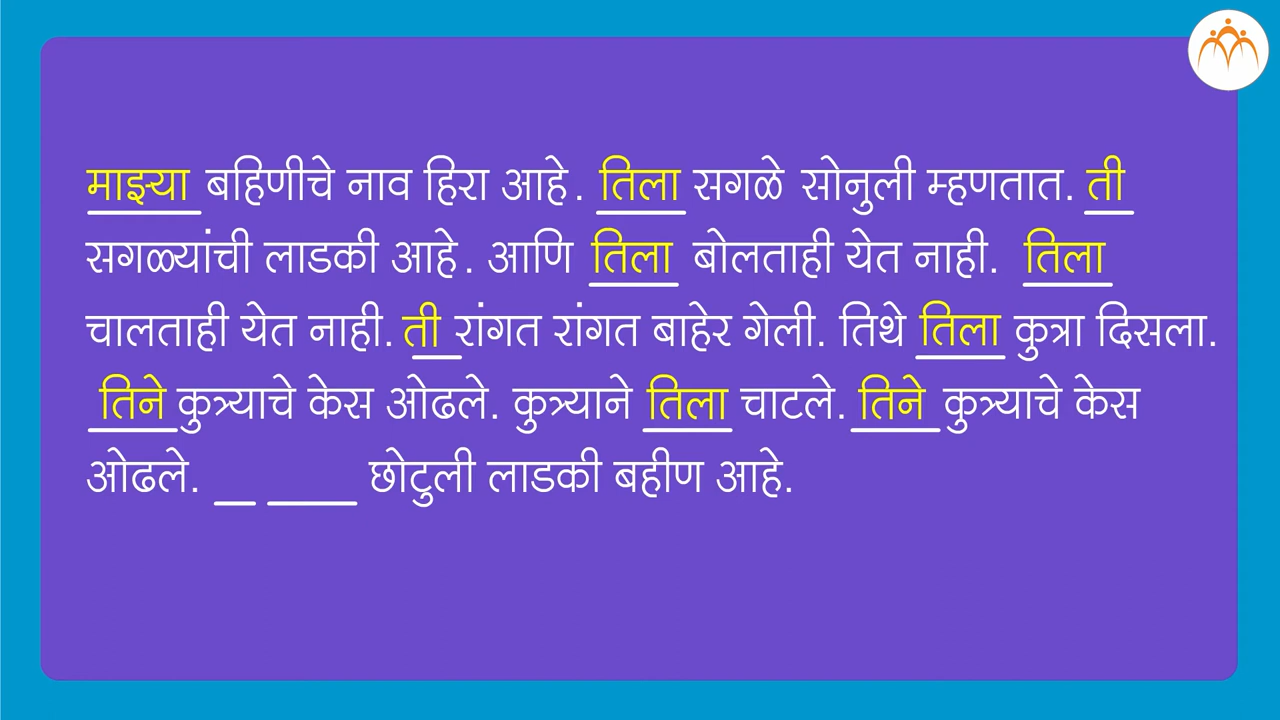 माझ्या बहिणीचे नाव हिरा आहे. तिला सगळे सोनुली म्हणतात. ती
सगळ्यांची लाडकी आहे. आणि तिला बोलताही येत नाही. तिला
चालताही येत नाही. ती रांगत रांगत बाहेर गेली. तिथे तिला कुत्रा दिसला.
तिने कुत्र्याचे केस ओढले. कुत्र्याने तिला चाटले. तिने कुत्र्याचे केस
ओढले. __ ____ छोटुली लाडकी बहीण आहे.